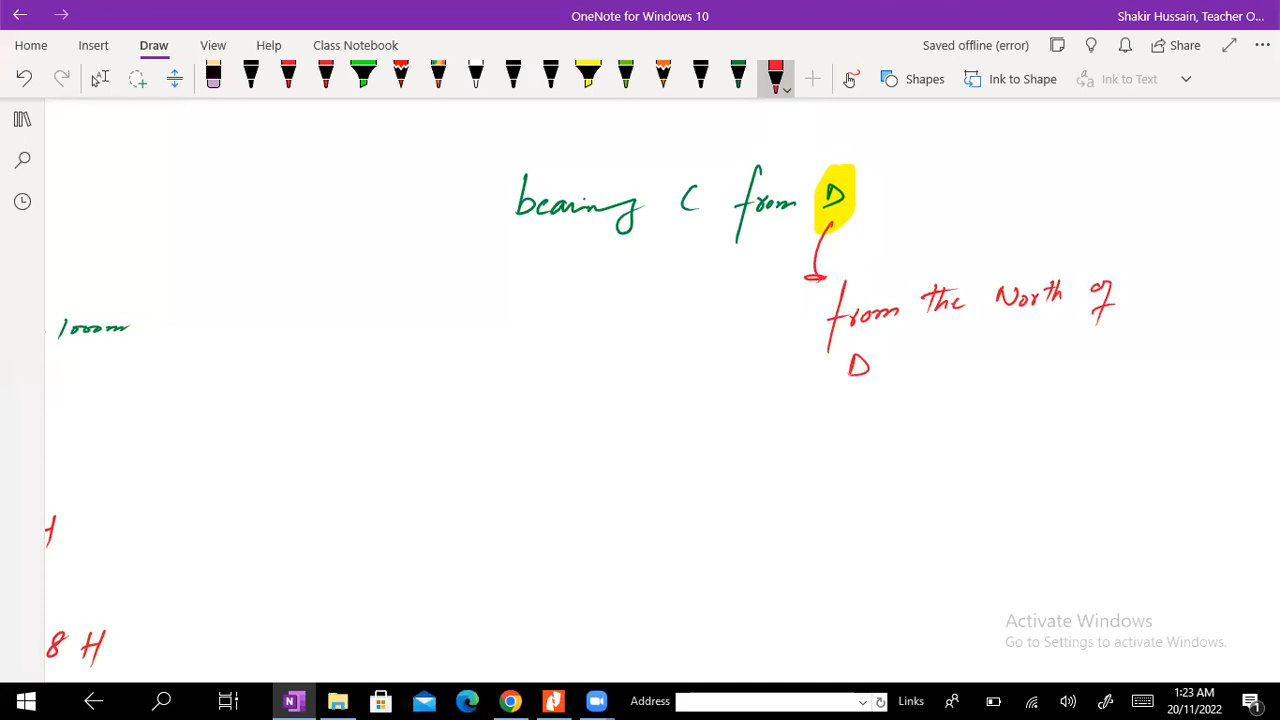 OneNote for Windows 10
Shakir Hussain, Teacher O...
Home Insert Draw View Help Class Notebook
Saved offline (error) Share
Shapes Ink to Shape Ink to Text
bearing C from D
from the North of
D
1000m
H
8 H
Activate Windows
Go to Settings to activate Windows.
Address Links
1:23 AM
20/11/2022
1